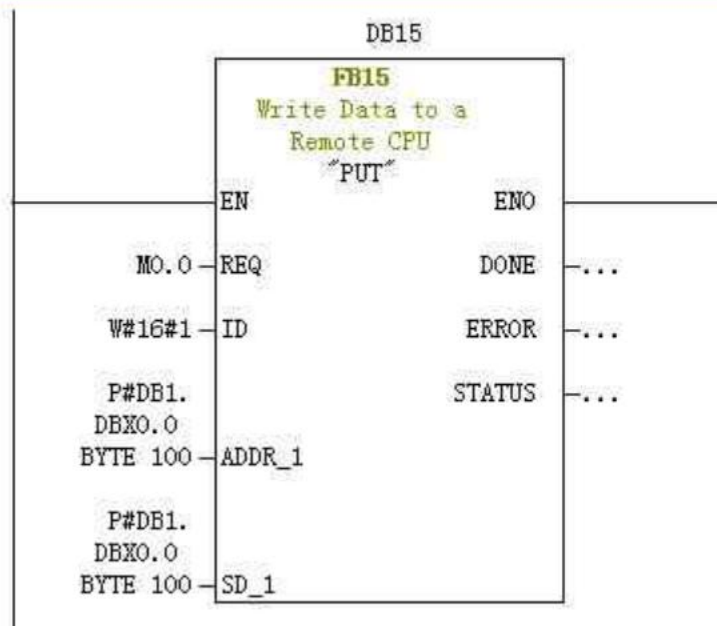 DB15
FB15
Write Data to a
Remote CPU
"PUT"
EN ENO
M0.0 REQ DONE ...
W#16#1 ID ERROR ...
P#DB1. STATUS ...
DBX0.0
BYTE 100 ADDR_1
P#DB1.
DBX0.0
BYTE 100 SD_1